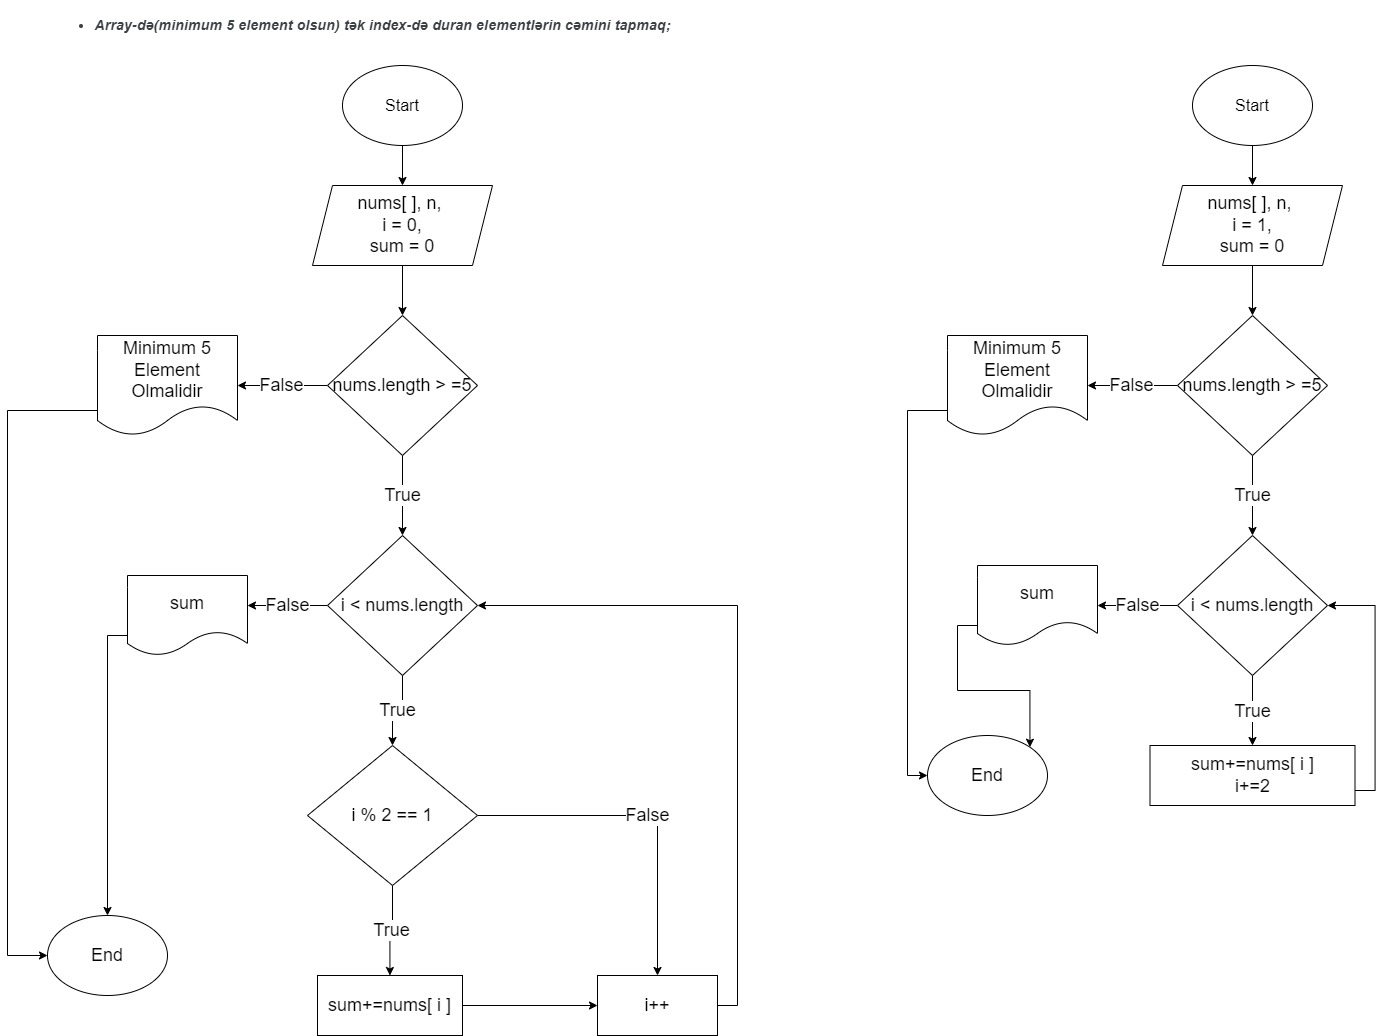 • Array-də(minimum 5 element olsun) tək index-də duran elementlərin cəmini tapmaq;
Start
nums[ ], n,
i = 0,
sum = 0
Minimum 5
Element
Olmalidir
False
nums.length > =5
True
sum
False
i < nums.length
True
i % 2 == 1
False
True
End
sum+=nums[ i ]
i++
Start
nums[ ], n,
i = 1,
sum = 0
Minimum 5
Element
Olmalidir
False
nums.length > =5
True
sum
False
i < nums.length
True
End
sum+=nums[ i ]
i+=2